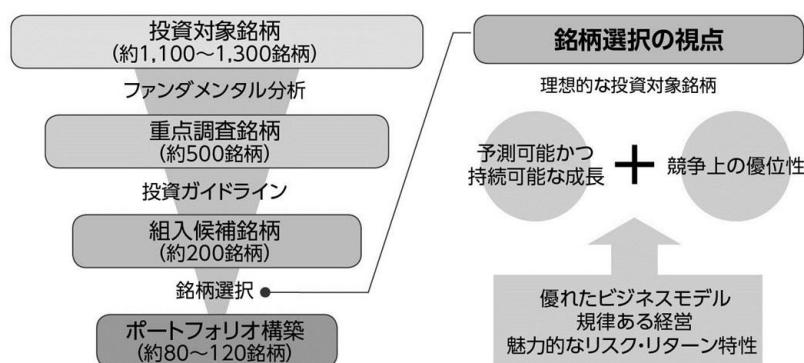 投資対象銘柄
(約1,100～1,300銘柄)
ファンダメンタル分析
重点調査銘柄
(約500銘柄)
投資ガイドライン
組入候補銘柄
(約200銘柄)
銘柄選択
ポートフォリオ構築
(約80～120銘柄)
銘柄選択の視点
理想的な投資対象銘柄
予測可能かつ
持続可能な成長
+
競争上の優位性
優れたビジネスモデル
規律ある経営
魅力的なリスク・リターン特性